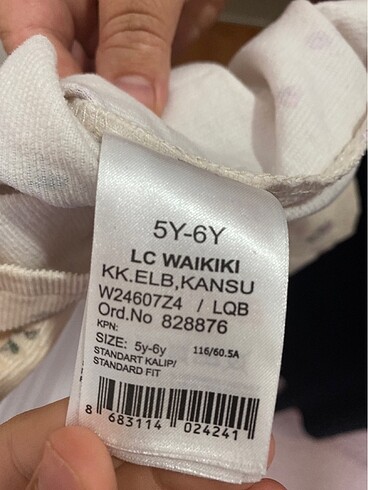 5Y-6Y
LC WAIKIKI
KK.ELB,KANSU
W24607Z4 / LQB
Ord.No 828876
KPN:
SIZE: 5y-6y 116/60.5A
STANDART KALIP/
STANDARD FIT
8 683114 024241